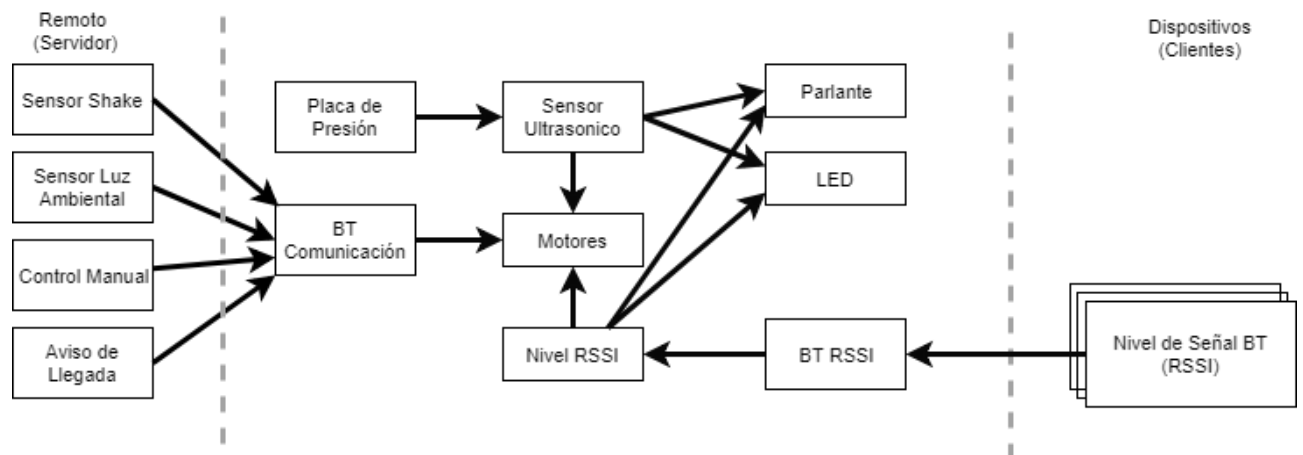 Remoto
(Servidor)
Dispositivos
(Clientes)
Sensor Shake
Placa de
Presión
Sensor
Ultrasonico
Parlante
Sensor Luz
Ambiental
LED
BT
Comunicación
Motores
Control Manual
Aviso de
Llegada
Nivel RSSI
BT RSSI
Nivel de Señal BT
(RSSI)